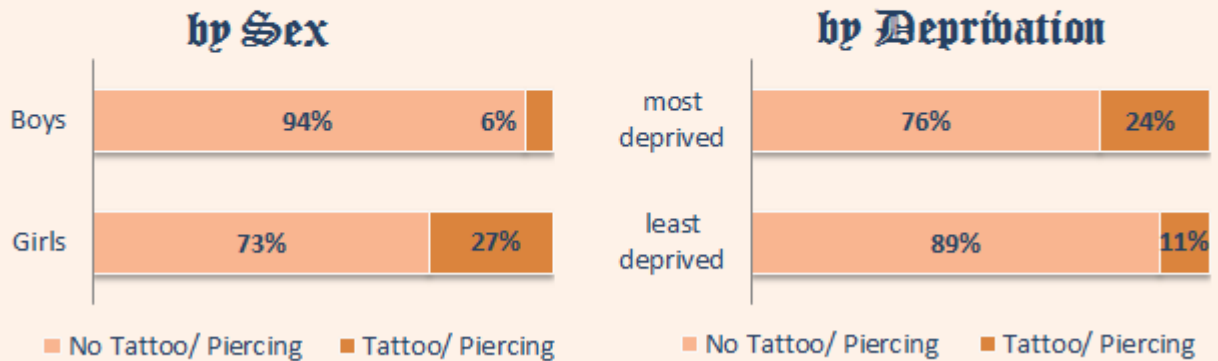 by Sex
Boys
94%
6%
Girls
73%
27%
No Tattoo/ Piercing
Tattoo/ Piercing
by Deprivation
most
deprived
76%
24%
least
deprived
89%
11%
No Tattoo/ Piercing
Tattoo/ Piercing